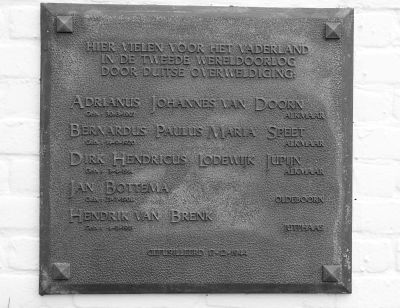 HIER VIELEN VOOR HET VADERLAND
IN DE TWEEDE WERELDOORLOG
DOOR DUITSE OVERWELDIGING
ADRIANUS JOHANNES VAN DOORN
ALKMAAR
BERNARDUS PAULUS MARIA SPEET
ALKMAAR
DIRK HENDRICUS LODEWIJK JUPIJN
ALKMAAR
JAN BOTTEMA
OLDEBOORN
HENDRIK VAN BRENK
JUTPHAAS
GEFUSILLEERD 17-12-1944